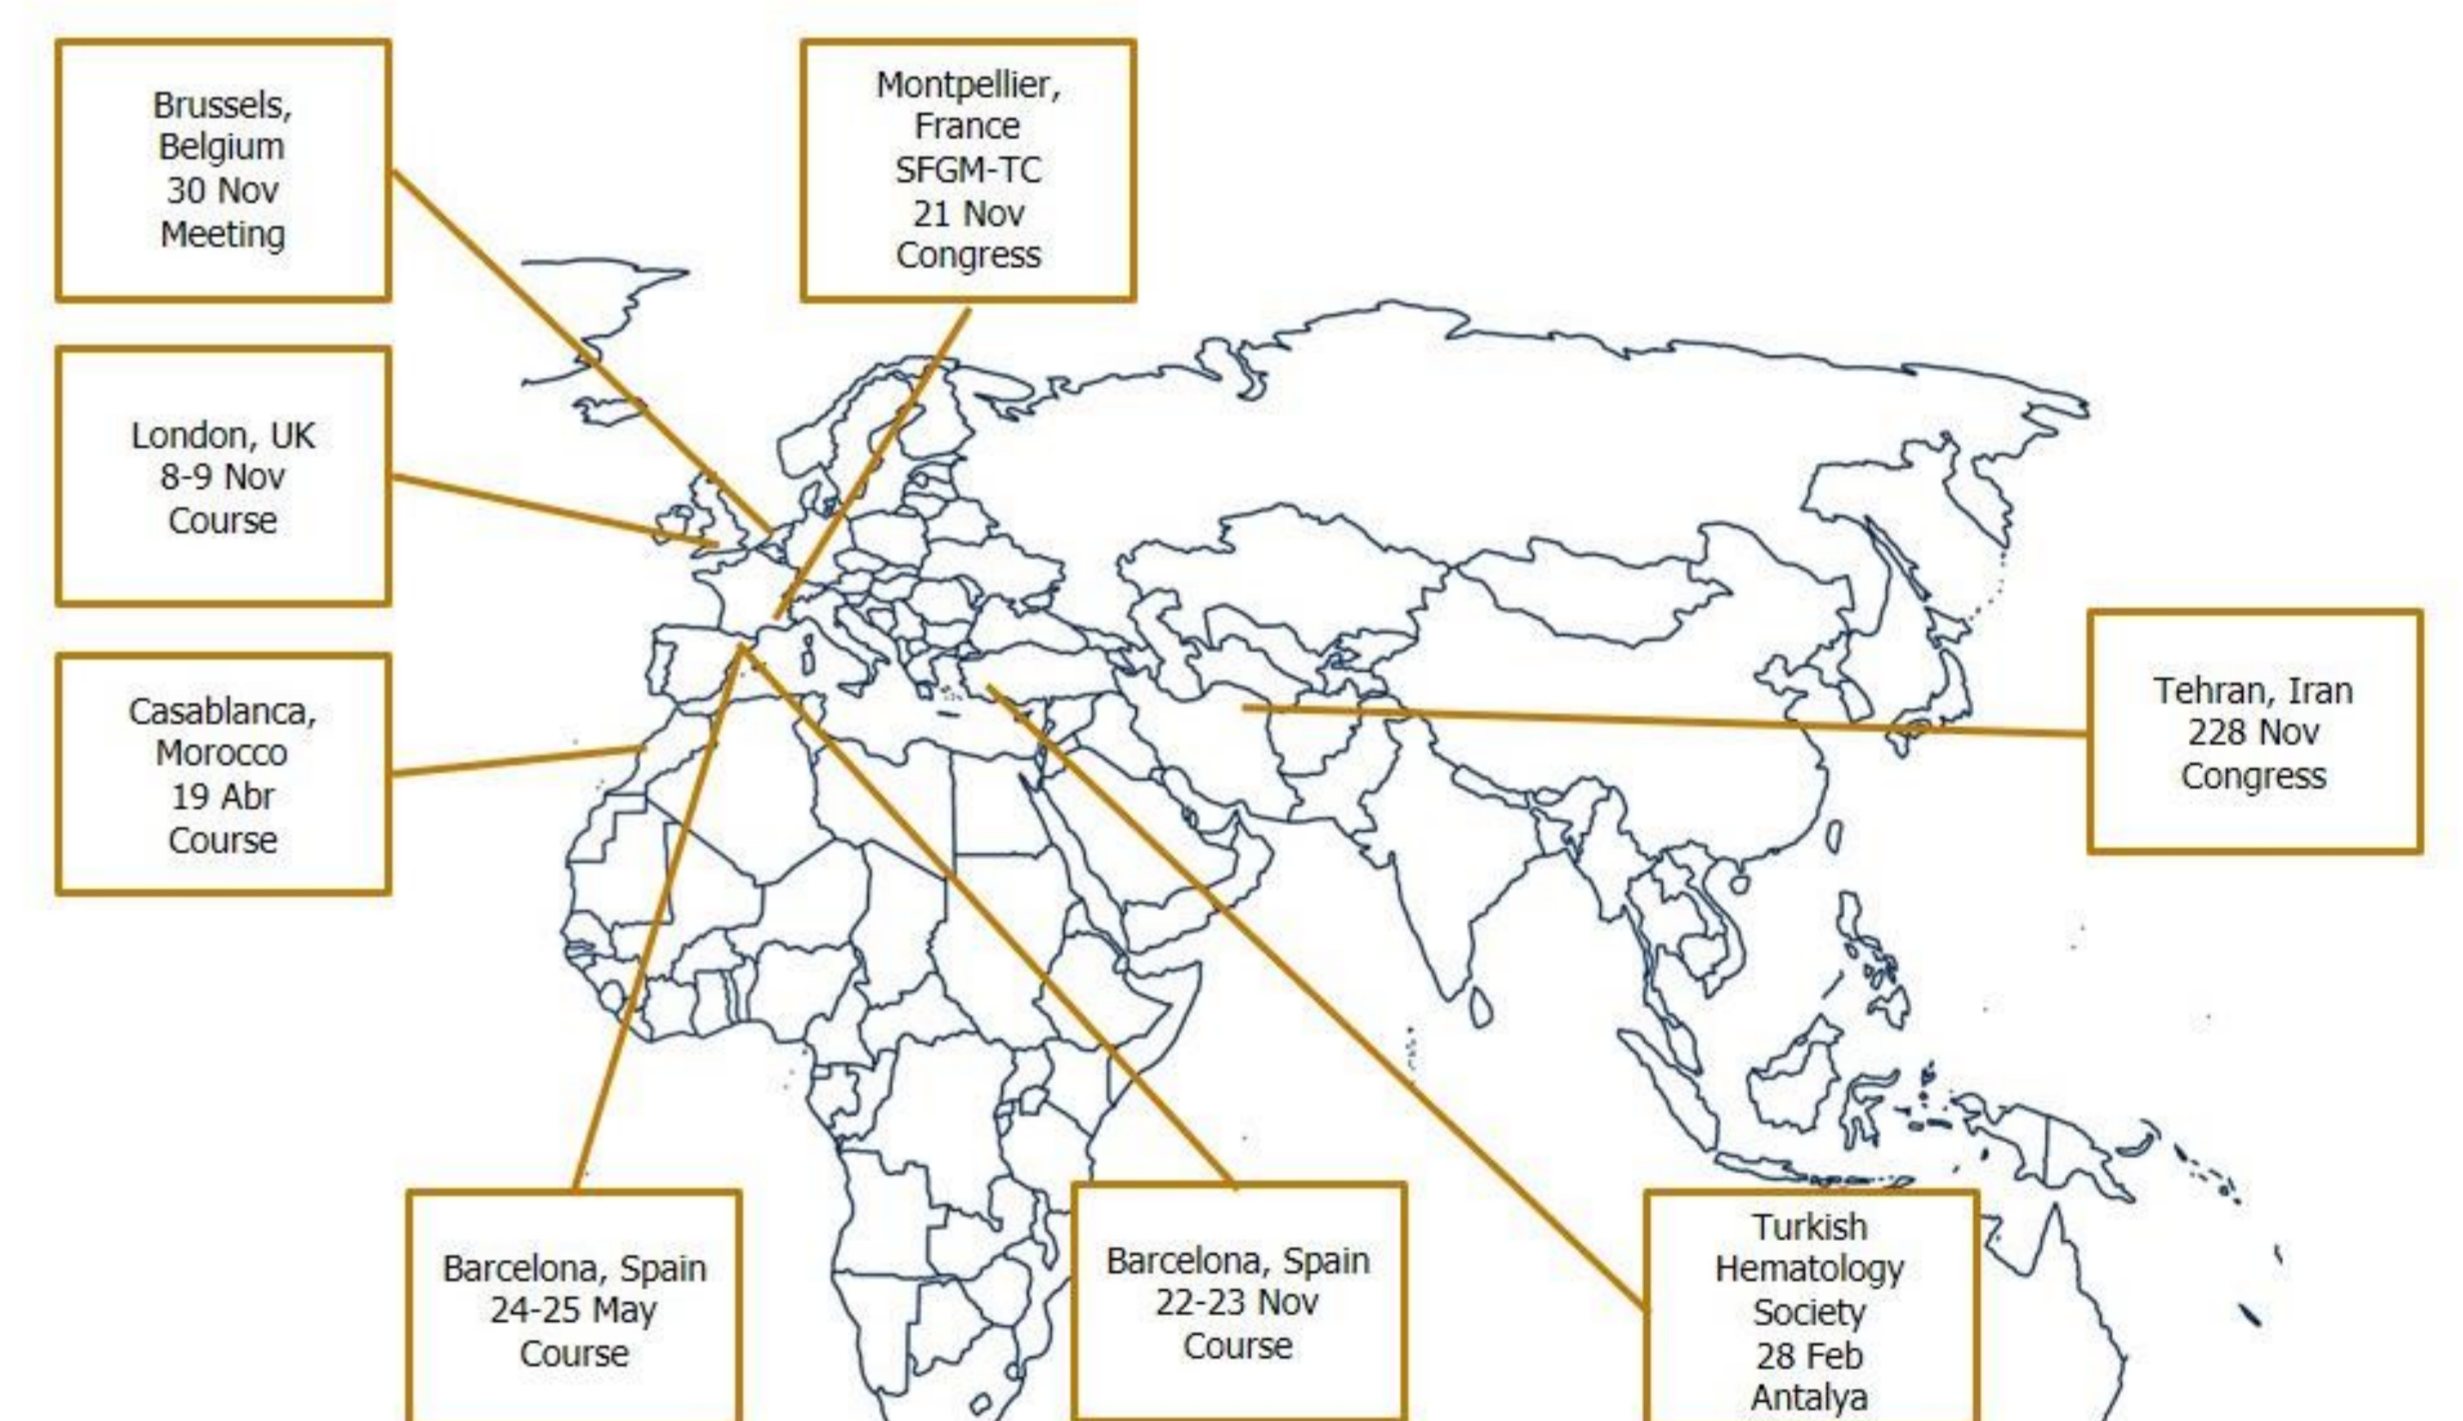 Brussels,
Belgium
30 Nov
Meeting
Montpellier,
France
SFGM-TC
21 Nov
Congress
London, UK
8-9 Nov
Course
Casablanca,
Morocco
19 Abr
Course
Tehran, Iran
228 Nov
Congress
Barcelona, Spain
24-25 May
Course
Barcelona, Spain
22-23 Nov
Course
Turkish
Hematology
Society
28 Feb
Antalya